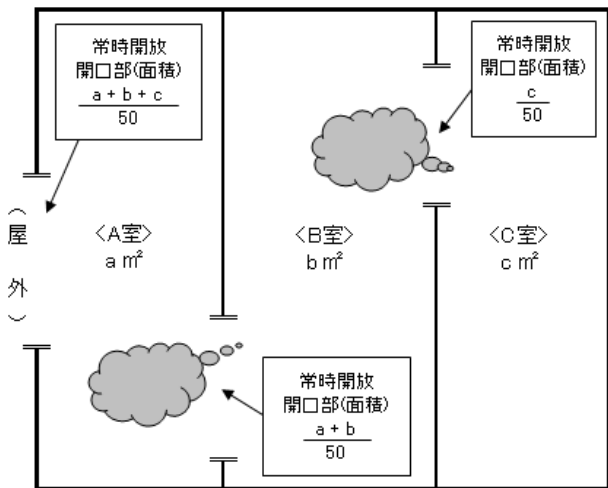 常時開放
開口部(面積)
a + b + c
50
常時開放
開口部(面積)
c
50
(屋外)
<A室>
a m²
<B室>
b m²
<C室>
c m²
常時開放
開口部(面積)
a + b
50